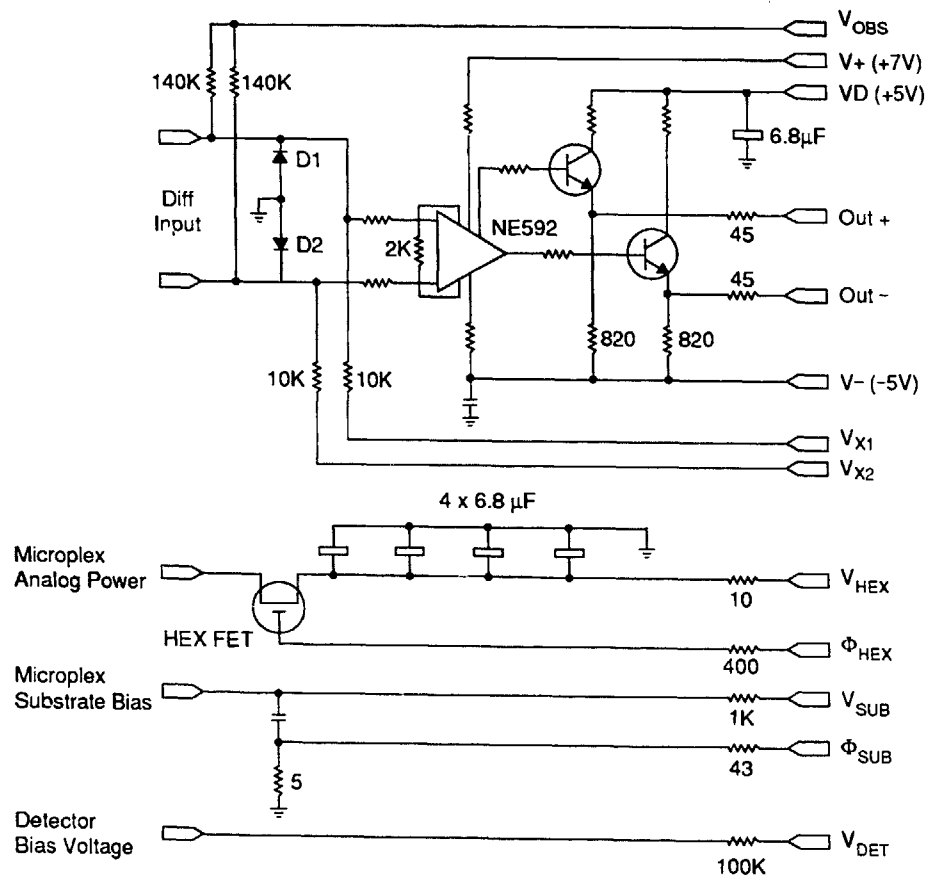 V_OBS
V+ (+7V)
140K 140K
VD (+5V)
6.8µF
D1
Diff
Input
NE592
Out +
45
2K
D2
45
Out −
820 820
10K 10K
V− (−5V)
V_X1
V_X2
4 x 6.8 µF
Microplex
Analog Power
V_HEX
10
HEX FET
Φ_HEX
400
Microplex
Substrate Bias
V_SUB
1K
Φ_SUB
43
5
Detector
Bias Voltage
V_DET
100K